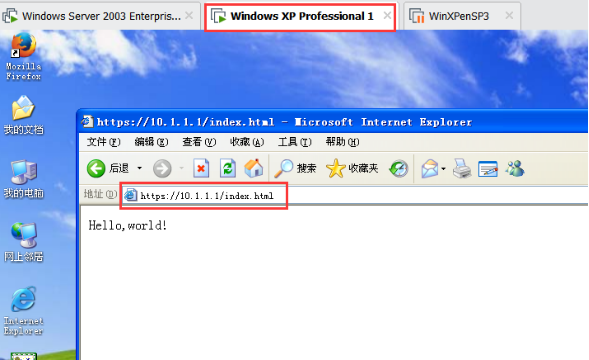 Windows Server 2003 Enterpris... × Windows XP Professional 1 × WinXPenSP3 ×
Mozilla
Firefox
我的文档
我的电脑
网上邻居
Internet
Explorer
https://10.1.1.1/index.html - Microsoft Internet Explorer
文件(F) 编辑(E) 查看(V) 收藏(A) 工具(T) 帮助(H)
后退 搜索 收藏夹
地址(D) https://10.1.1.1/index.html
Hello,world!